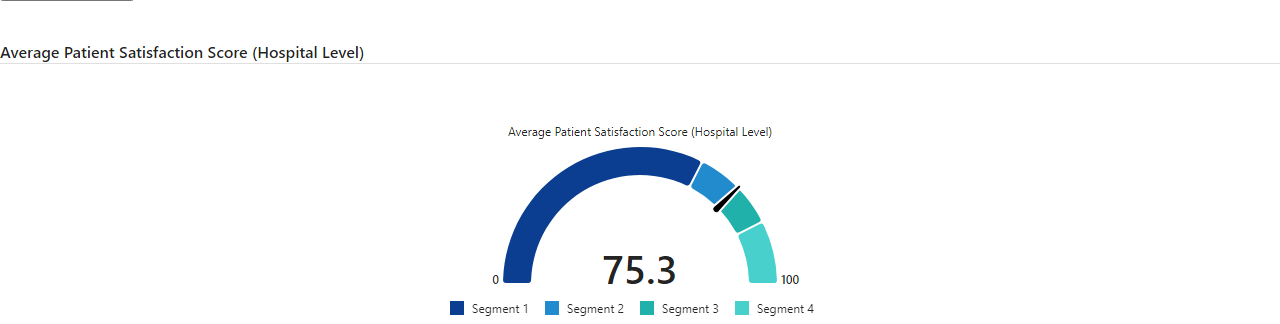 Average Patient Satisfaction Score (Hospital Level)
Average Patient Satisfaction Score (Hospital Level)
75.3
0
100
Segment 1
Segment 2
Segment 3
Segment 4